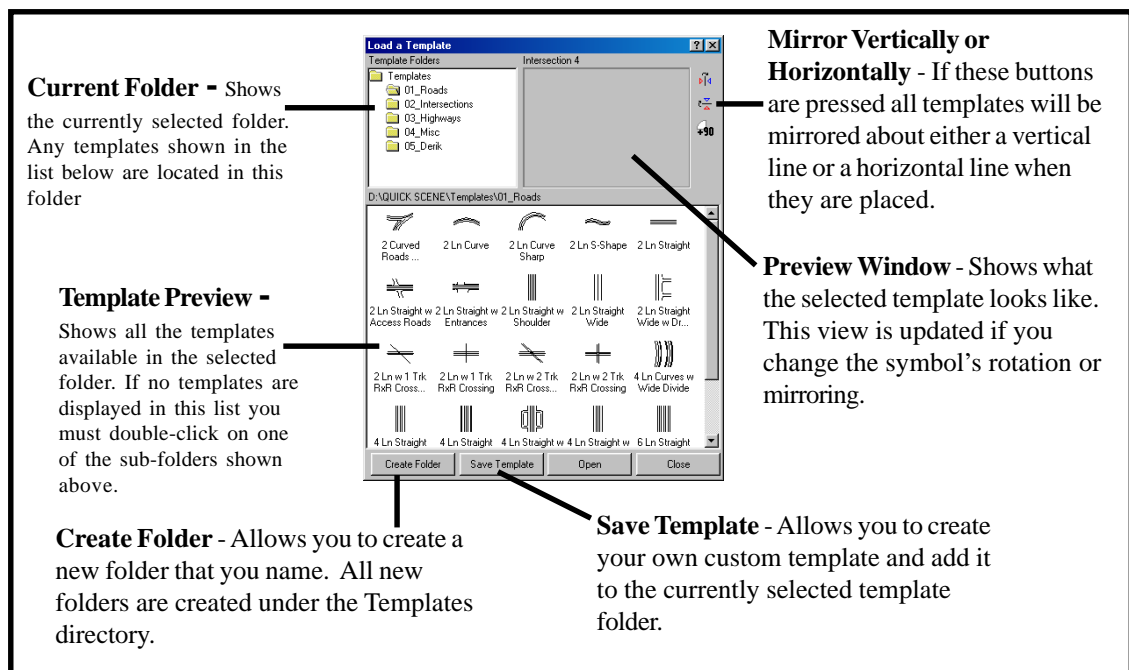 Current Folder - Shows
the currently selected folder.
Any templates shown in the
list below are located in this
folder
Template Preview -
Shows all the templates
available in the selected
folder. If no templates are
displayed in this list you
must double-click on one
of the sub-folders shown
above.
Load a Template
Template Folders
Intersection 4
Templates
01_Roads
02_Intersections
03_Highways
04_Misc
05_Derik
+90
D:\QUICK SCENE\Templates\01_Roads
2 Curved
Roads ...
2 Ln Curve
2 Ln Curve
Sharp
2 Ln S-Shape
2 Ln Straight
2 Ln Straight w
Access Roads
2 Ln Straight w
Entrances
2 Ln Straight w
Shoulder
2 Ln Straight
Wide
2 Ln Straight
Wide w Dr...
2 Ln w 1 Trk
RxR Cross...
2 Ln w 1 Trk
RxR Crossing
2 Ln w 2 Trk
RxR Cross...
2 Ln w 2 Trk
RxR Crossing
4 Ln Curves w
Wide Divide
4 Ln Straight
4 Ln Straight
4 Ln Straight w
4 Ln Straight w
6 Ln Straight
Create Folder
Save Template
Open
Close
Mirror Vertically or
Horizontally - If these buttons
are pressed all templates will be
mirrored about either a vertical
line or a horizontal line when
they are placed.
Preview Window - Shows what
the selected template looks like.
This view is updated if you
change the symbol's rotation or
mirroring.
Create Folder - Allows you to create a
new folder that you name. All new
folders are created under the Templates
directory.
Save Template - Allows you to create
your own custom template and add it
to the currently selected template
folder.